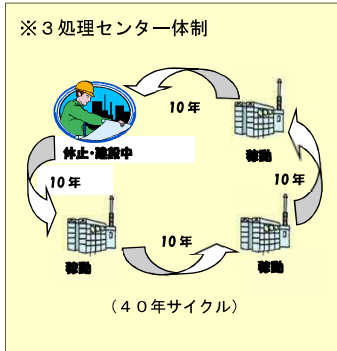 ※3処理センター体制
10年
休止・建設中
稼動
10年
10年
10年
稼動
稼動
(40年サイクル)